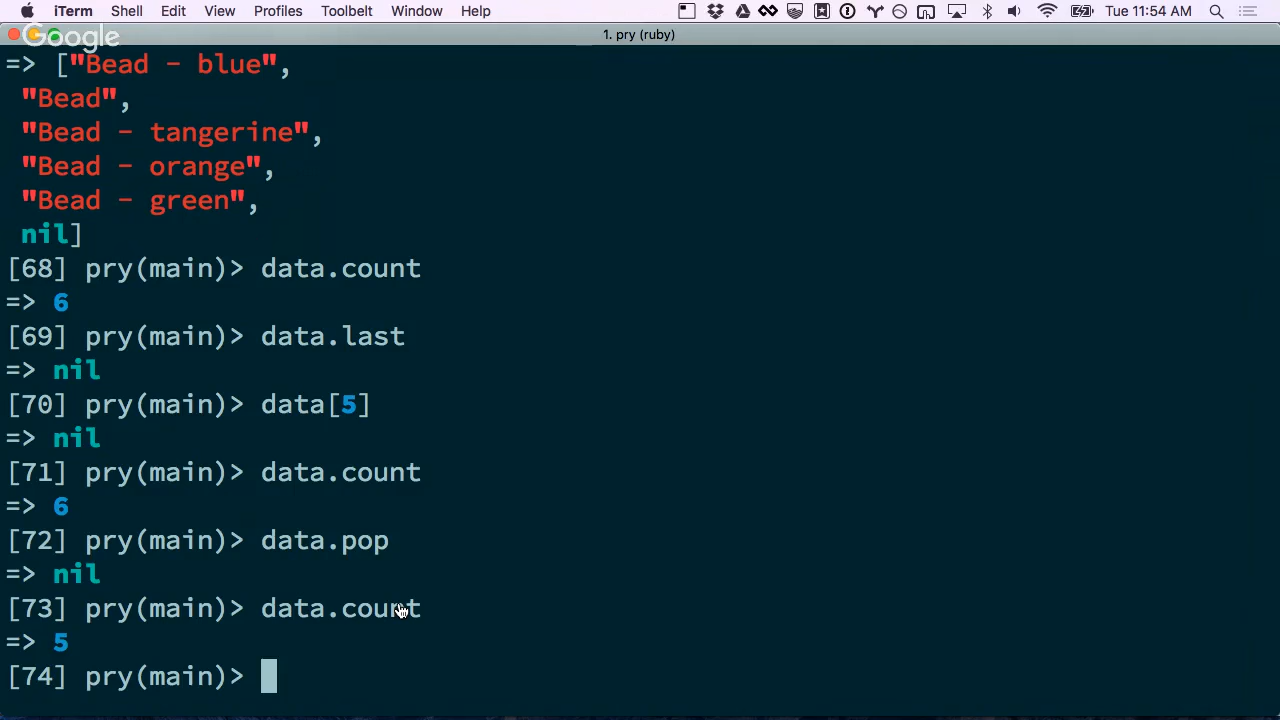 iTerm Shell Edit View Profiles Toolbelt Window Help Tue 11:54 AM
Google
1. pry (ruby)
=> ["Bead - blue",
"Bead",
"Bead - tangerine",
"Bead - orange",
"Bead - green",
nil]
[68] pry(main)> data.count
=> 6
[69] pry(main)> data.last
=> nil
[70] pry(main)> data[5]
=> nil
[71] pry(main)> data.count
=> 6
[72] pry(main)> data.pop
=> nil
[73] pry(main)> data.count
=> 5
[74] pry(main)>